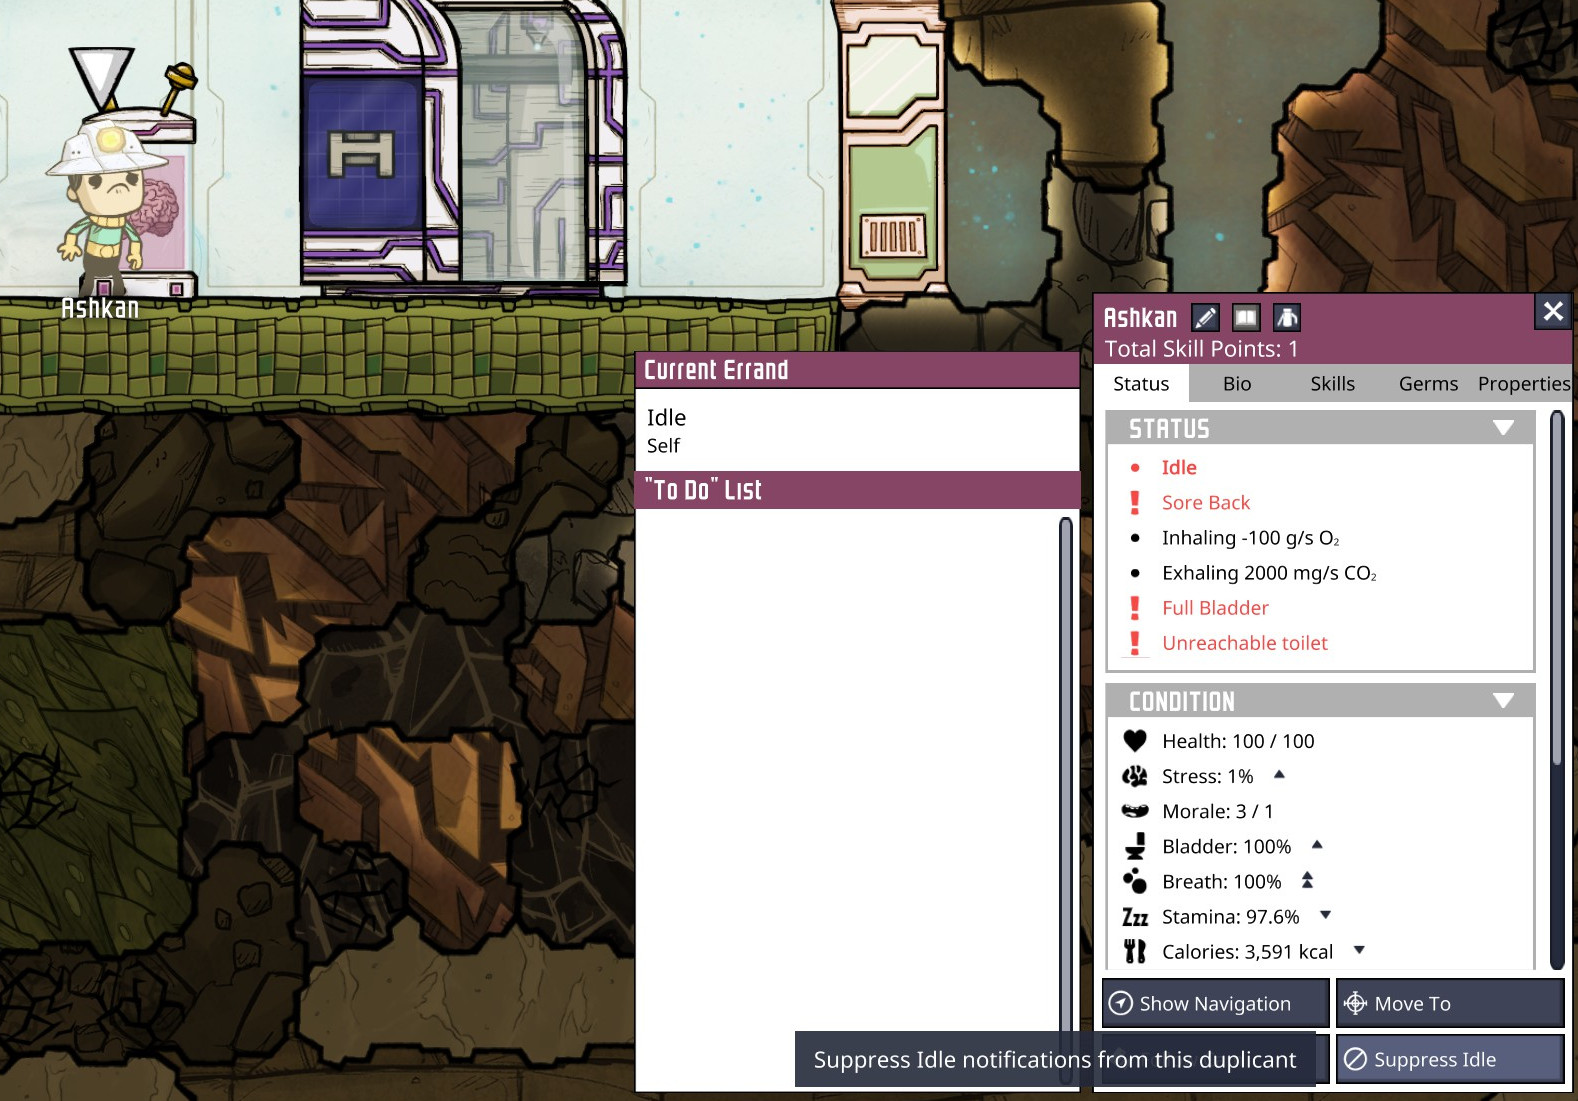 Ashkan
Current Errand
Idle
Self
"To Do" List
Ashkan
Total Skill Points: 1
Status Bio Skills Germs Properties
STATUS
Idle
Sore Back
Inhaling -100 g/s O₂
Exhaling 2000 mg/s CO₂
Full Bladder
Unreachable toilet
CONDITION
Health: 100 / 100
Stress: 1%
Morale: 3 / 1
Bladder: 100%
Breath: 100%
Zzz Stamina: 97.6%
Calories: 3,591 kcal
Show Navigation Move To
Suppress Idle notifications from this duplicant
Suppress Idle